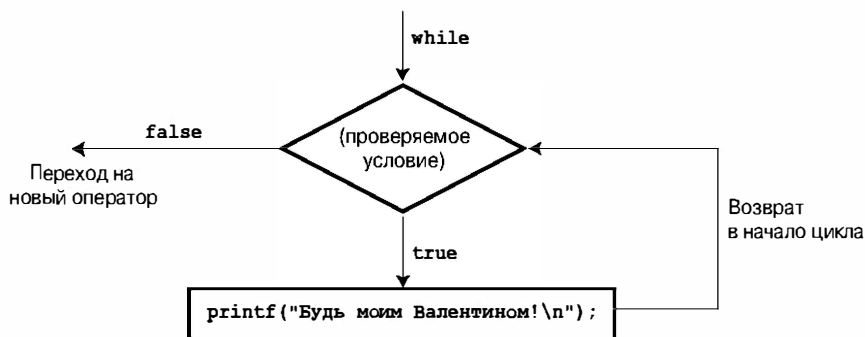 while
false
(проверяемое
условие)
Переход на
новый оператор
Возврат
в начало цикла
true
printf("Будь моим Валентином!\n");